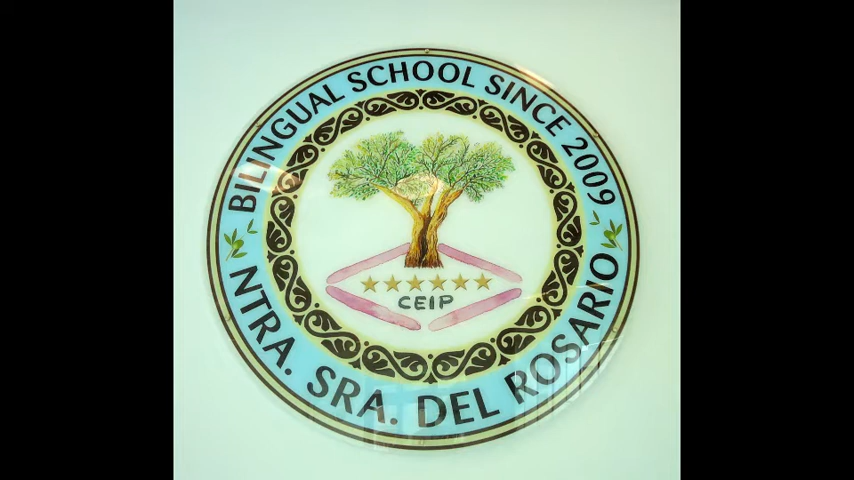 BILINGUAL SCHOOL SINCE 2009
CEIP
NTRA. SRA. DEL ROSARIO